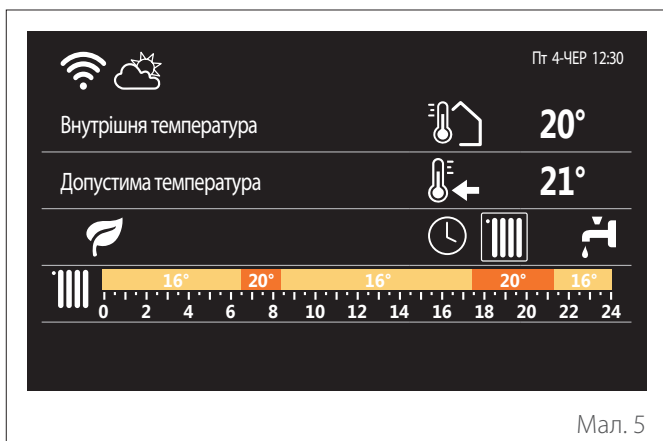 Пт 4-ЧЕР 12:30
Внутрішня температура 20°
Допустима температура 21°
16° 20° 16° 20° 16°
0 2 4 6 8 10 12 14 16 18 20 22 24
Мал. 5